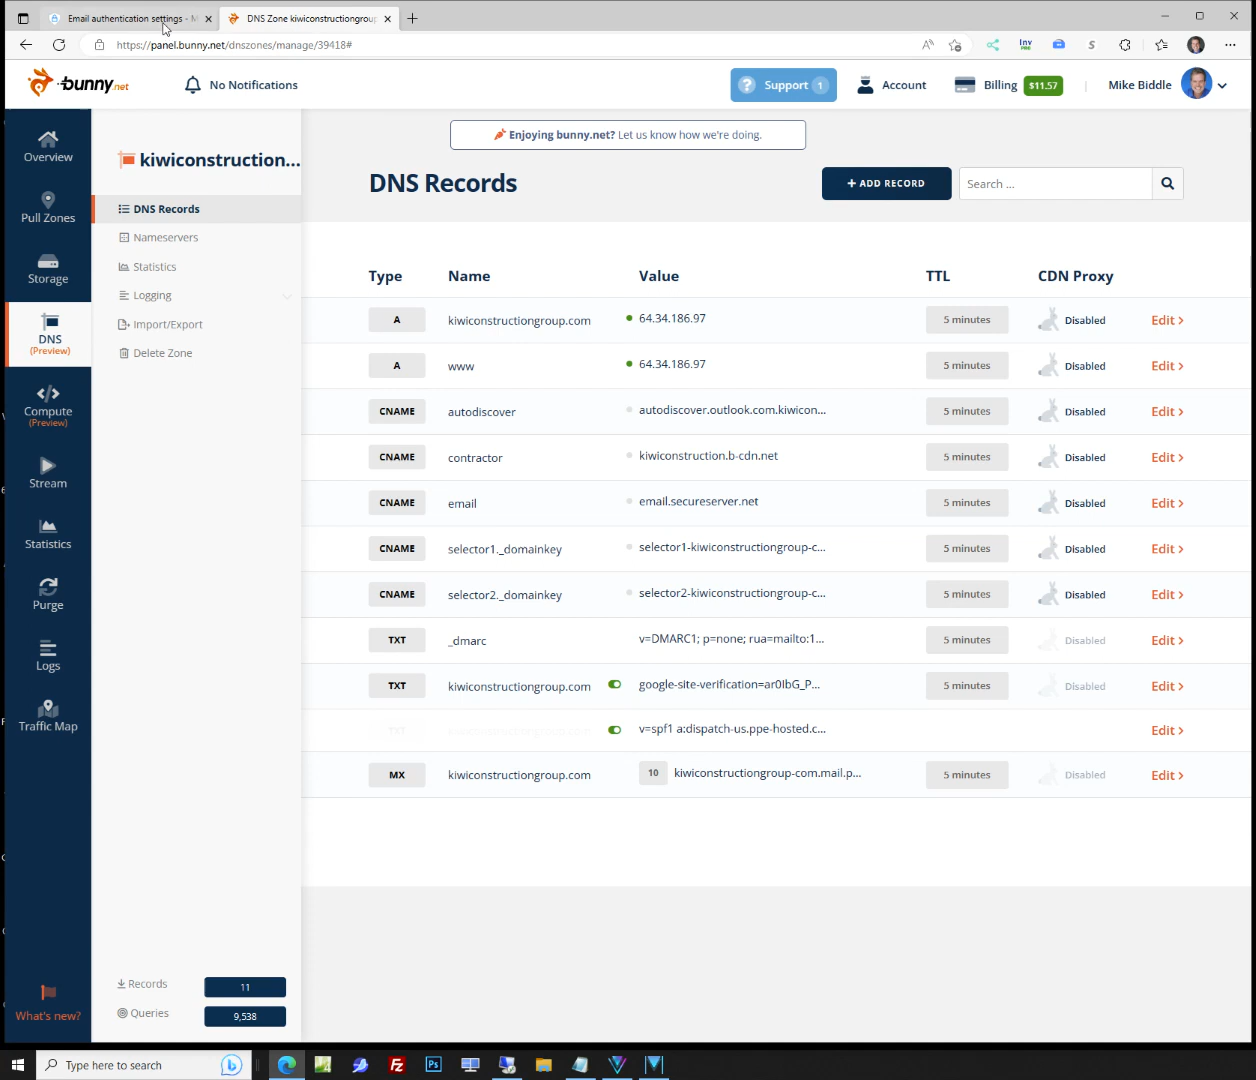 Email authentication settings - M
DNS Zone kiwiconstructiongroup
https://panel.bunny.net/dnszones/manage/39418#
bunny.net
No Notifications
Support 1
Account
Billing $11.57
Mike Biddle
Enjoying bunny.net? Let us know how we're doing.
Overview
Pull Zones
Storage
DNS
(Preview)
Compute
(Preview)
Stream
Statistics
Purge
Logs
Traffic Map
What's new?
kiwiconstruction...
DNS Records
Nameservers
Statistics
Logging
Import/Export
Delete Zone
Records 11
Queries 9,538
DNS Records
+ ADD RECORD
Search ...
Type Name Value TTL CDN Proxy
A kiwiconstructiongroup.com 64.34.186.97 5 minutes Disabled Edit >
A www 64.34.186.97 5 minutes Disabled Edit >
CNAME autodiscover autodiscover.outlook.com.kiwicon... 5 minutes Disabled Edit >
CNAME contractor kiwiconstruction.b-cdn.net 5 minutes Disabled Edit >
CNAME email email.secureserver.net 5 minutes Disabled Edit >
CNAME selector1._domainkey selector1-kiwiconstructiongroup-c... 5 minutes Disabled Edit >
CNAME selector2._domainkey selector2-kiwiconstructiongroup-c... 5 minutes Disabled Edit >
TXT _dmarc v=DMARC1; p=none; rua=mailto:1... 5 minutes Disabled Edit >
TXT kiwiconstructiongroup.com google-site-verification=ar0IbG_P... 5 minutes Disabled Edit >
TXT kiwiconstructiongroup.com v=spf1 a:dispatch-us.ppe-hosted.c... Edit >
MX kiwiconstructiongroup.com 10 kiwiconstructiongroup-com.mail.p... 5 minutes Disabled Edit >
Type here to search